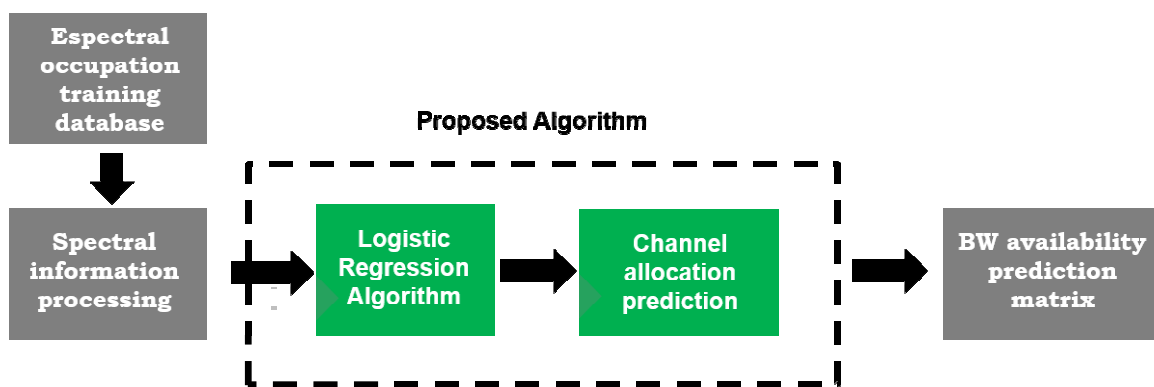 Espectral
occupation
training
database
Proposed Algorithm
Spectral
information
processing
Logistic
Regression
Algorithm
Channel
allocation
prediction
BW availability
prediction
matrix